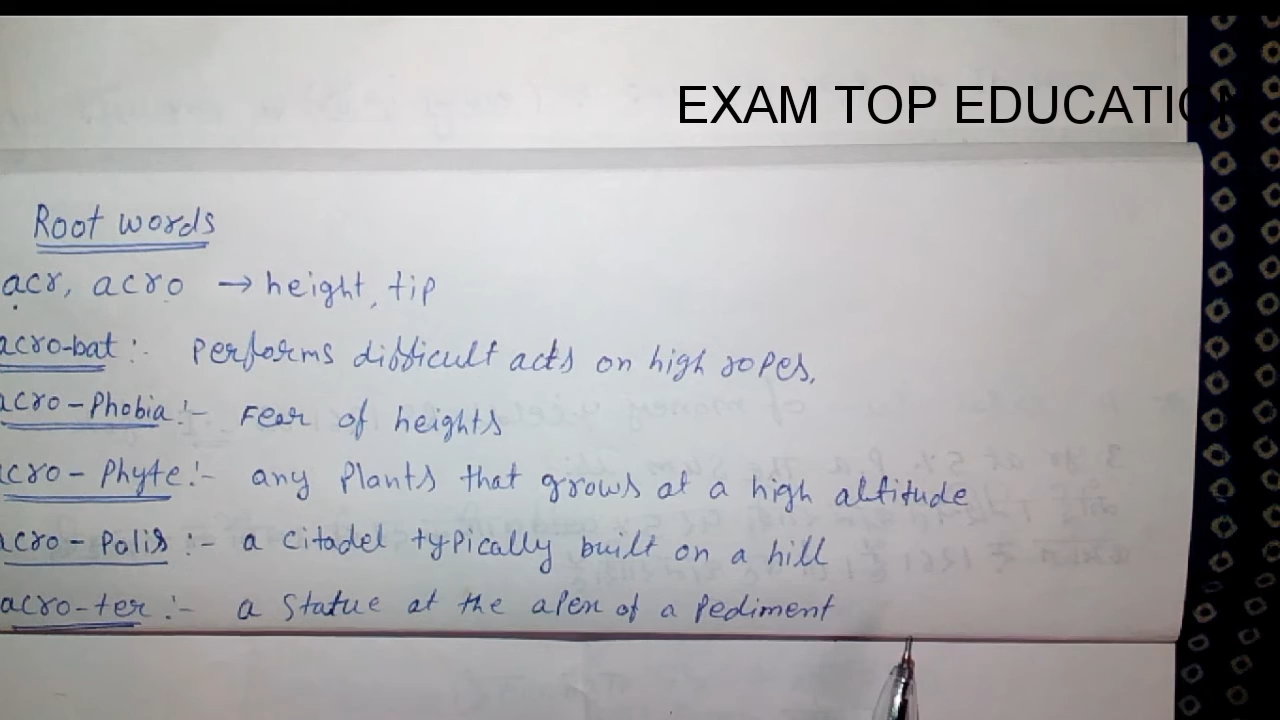 EXAM TOP EDUCATION
Root words
acr, acro → height, tip
acro-bat :- performs difficult acts on high ropes,
acro-Phobia :- Fear of heights
cro-Phyte :- any Plants that grows at a high altitude
acro-Polis :- a citadel typically built on a hill
acro-ter :- a Statue at the apex of a Pediment